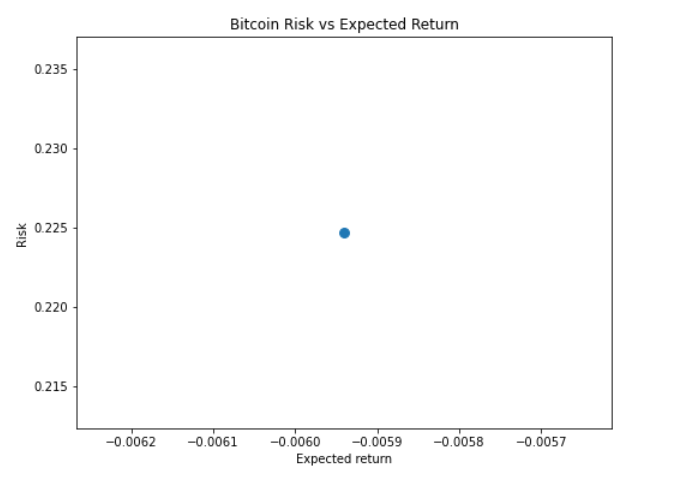 Bitcoin Risk vs Expected Return
0.235
0.230
0.225
0.220
0.215
Risk
−0.0062 −0.0061 −0.0060 −0.0059 −0.0058 −0.0057
Expected return